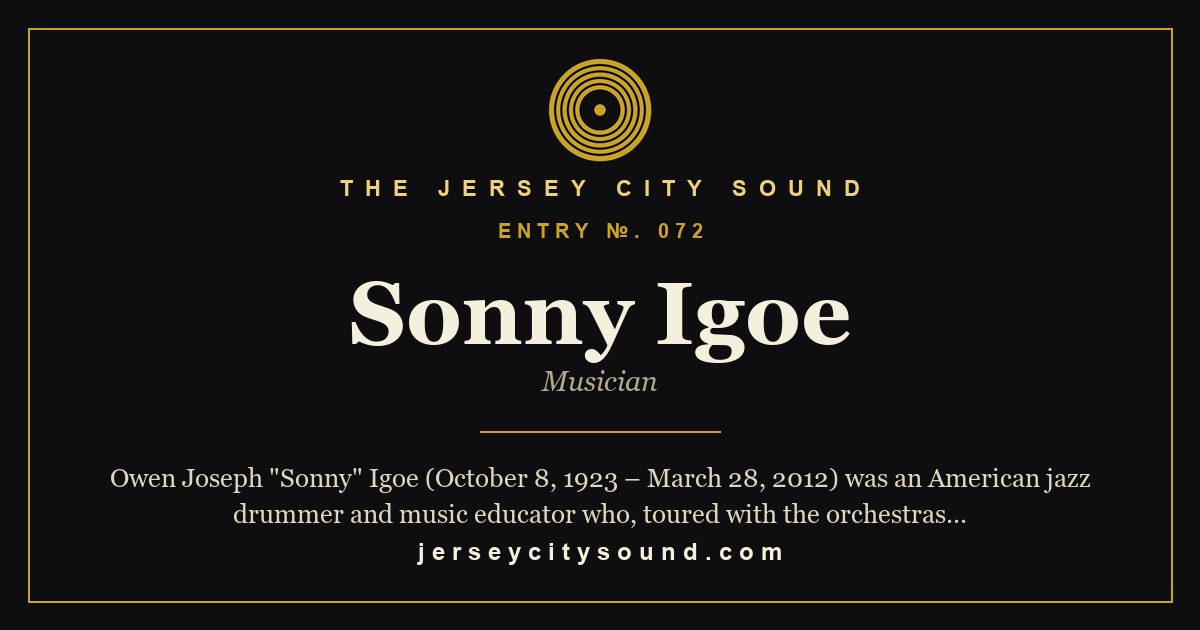 THE JERSEY CITY SOUND
ENTRY №. 072
Sonny Igoe
Musician
Owen Joseph "Sonny" Igoe (October 8, 1923 – March 28, 2012) was an American jazz
drummer and music educator who, toured with the orchestras...
jerseycitysound.com